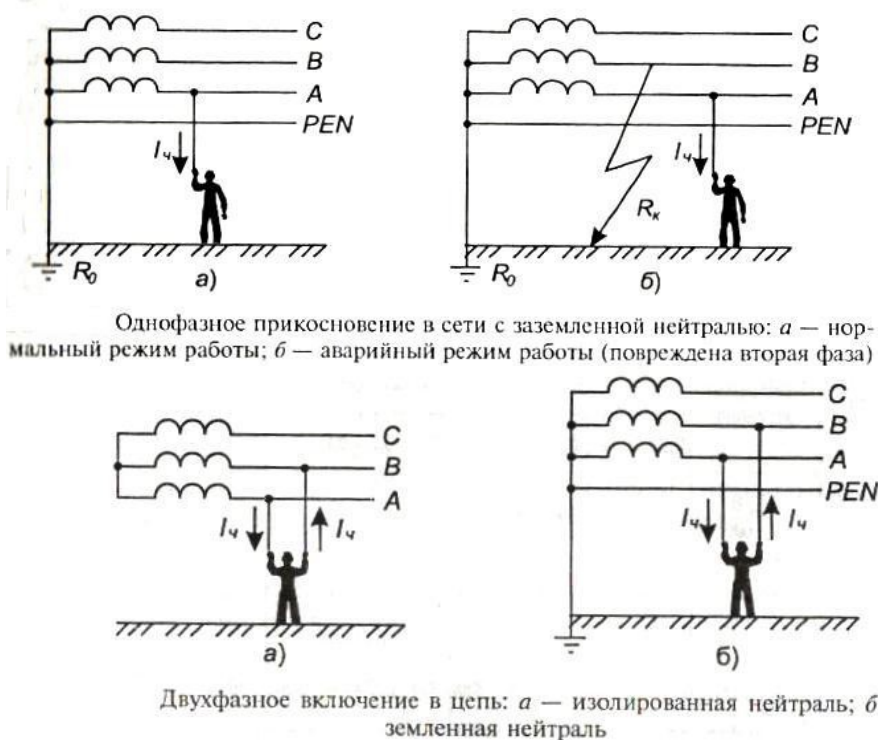 C C
B B
A A
PEN PEN
Iч Iч
Rк
R₀ R₀
а) б)
Однофазное прикосновение в сети с заземленной нейтралью: а — нор-
мальный режим работы; б — аварийный режим работы (повреждена вторая фаза)
C C
B B
A A
PEN
Iч Iч Iч Iч
а) б)
Двухфазное включение в цепь: а — изолированная нейтраль; б
земленная нейтраль